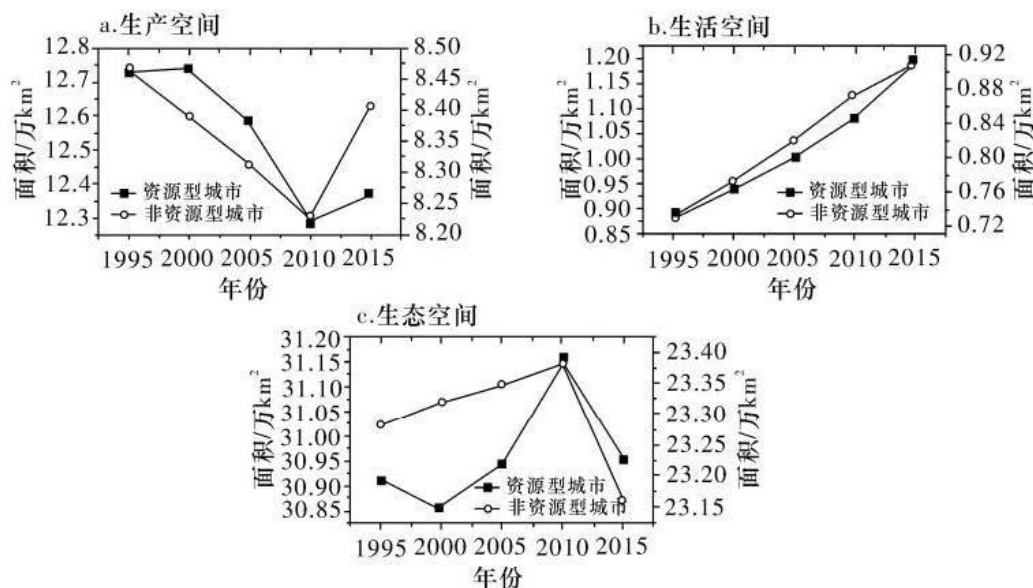 a.生产空间
面积/万km²
12.8
12.7
12.6
12.5
12.4
12.3
8.50
8.45
8.40
8.35
8.30
8.25
8.20
面积/万km²
资源型城市
非资源型城市
1995 2000 2005 2010 2015
年份
b.生活空间
面积/万km²
1.20
1.15
1.10
1.05
1.00
0.95
0.90
0.85
0.92
0.88
0.84
0.80
0.76
0.72
面积/万km²
资源型城市
非资源型城市
1995 2000 2005 2010 2015
年份
c.生态空间
面积/万km²
31.20
31.15
31.10
31.05
31.00
30.95
30.90
30.85
23.40
23.35
23.30
23.25
23.20
23.15
面积/万km²
资源型城市
非资源型城市
1995 2000 2005 2010 2015
年份